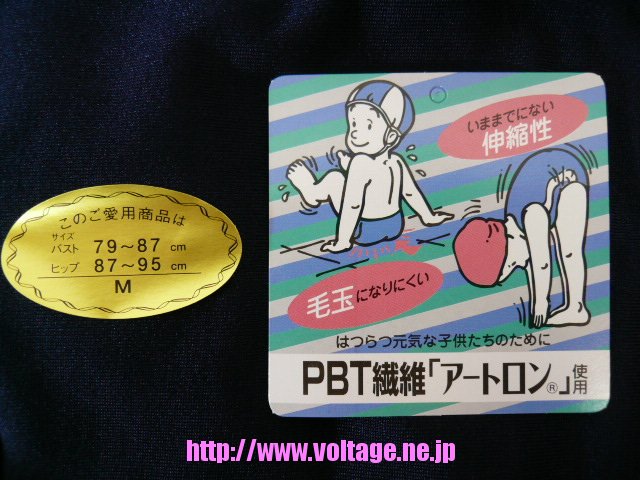 このご愛用商品は
サイズ
バスト 79〜87 cm
ヒップ 87〜95 cm
M
いままでにない
伸縮性
毛玉になりにくい
はつらつ元気な子供たちのために
PBT繊維「アートロン®」使用
http://www.voltage.ne.jp